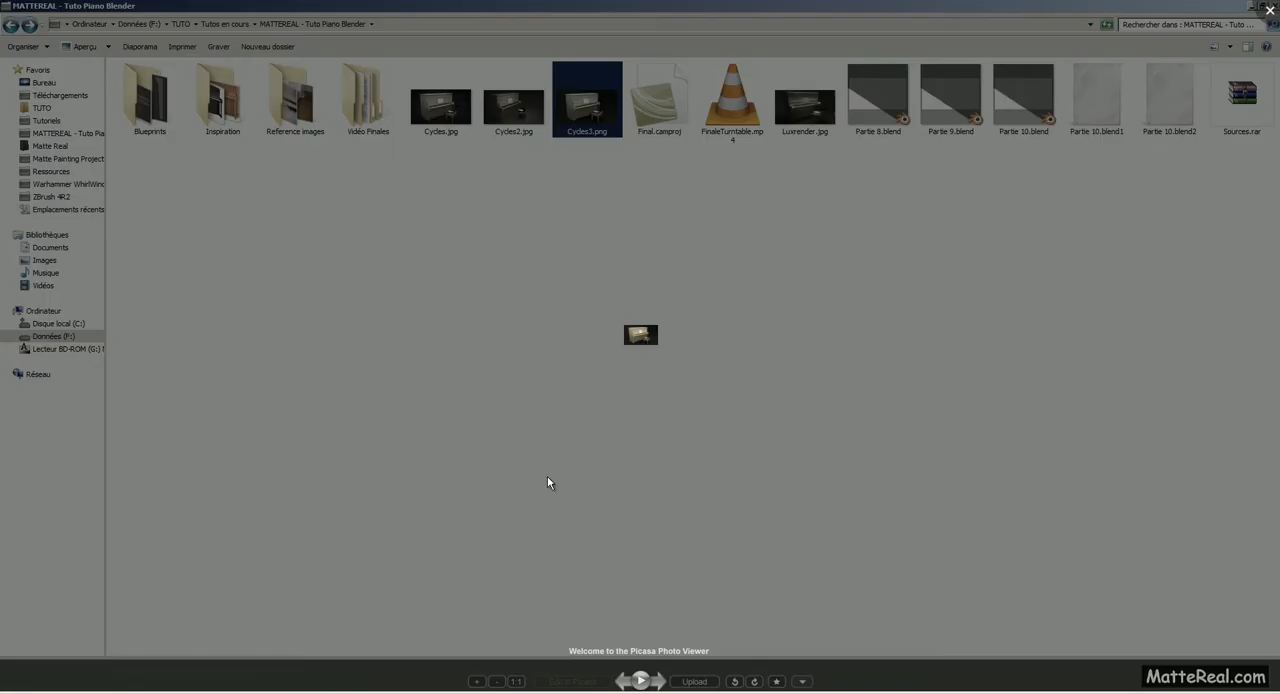 MATTEREAL - Tuto Piano Blender
Ordinateur ▸ Données (F:) ▸ TUTO ▸ Tutos en cours ▸ MATTEREAL - Tuto Piano Blender ▸
Rechercher dans : MATTEREAL - Tuto ...
Organiser Aperçu Diaporama Imprimer Graver Nouveau dossier
Favoris
Bureau
Téléchargements
TUTO
Tutoriels
MATTEREAL - Tuto Pia
Matte Real
Matte Painting Project
Ressources
Warhammer WhirlWind
ZBrush 4R2
Emplacements récents
Bibliothèques
Documents
Images
Musique
Vidéos
Ordinateur
Disque local (C:)
Données (F:)
Lecteur BD-ROM (G:)
Réseau
Blueprints
Inspiration
Reference images
Vidéo Finales
Cycles.jpg
Cycles2.jpg
Cycles3.png
Final.camproj
FinaleTurntable.mp
4
Luxrender.jpg
Partie 8.blend
Partie 9.blend
Partie 10.blend
Partie 10.blend1
Partie 10.blend2
Sources.rar
Welcome to the Picasa Photo Viewer
+ - 1:1
Upload
MatteReal.com